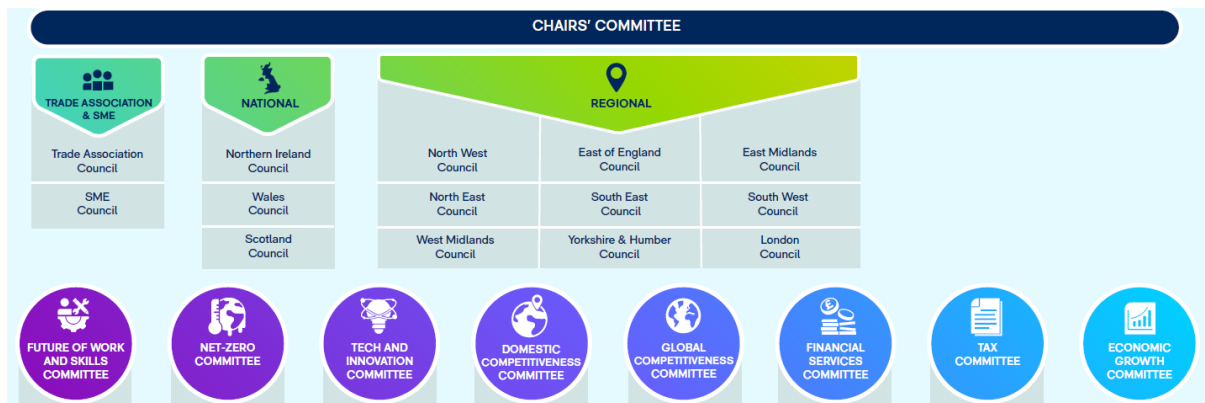 CHAIRS' COMMITTEE
TRADE ASSOCIATION
& SME
Trade Association
Council
SME
Council
NATIONAL
Northern Ireland
Council
Wales
Council
Scotland
Council
REGIONAL
North West
Council
East of England
Council
East Midlands
Council
North East
Council
South East
Council
South West
Council
West Midlands
Council
Yorkshire & Humber
Council
London
Council
FUTURE OF WORK
AND SKILLS
COMMITTEE
NET-ZERO
COMMITTEE
TECH AND
INNOVATION
COMMITTEE
DOMESTIC
COMPETITIVENESS
COMMITTEE
GLOBAL
COMPETITIVENESS
COMMITTEE
£
FINANCIAL
SERVICES
COMMITTEE
TAX
COMMITTEE
ECONOMIC
GROWTH
COMMITTEE